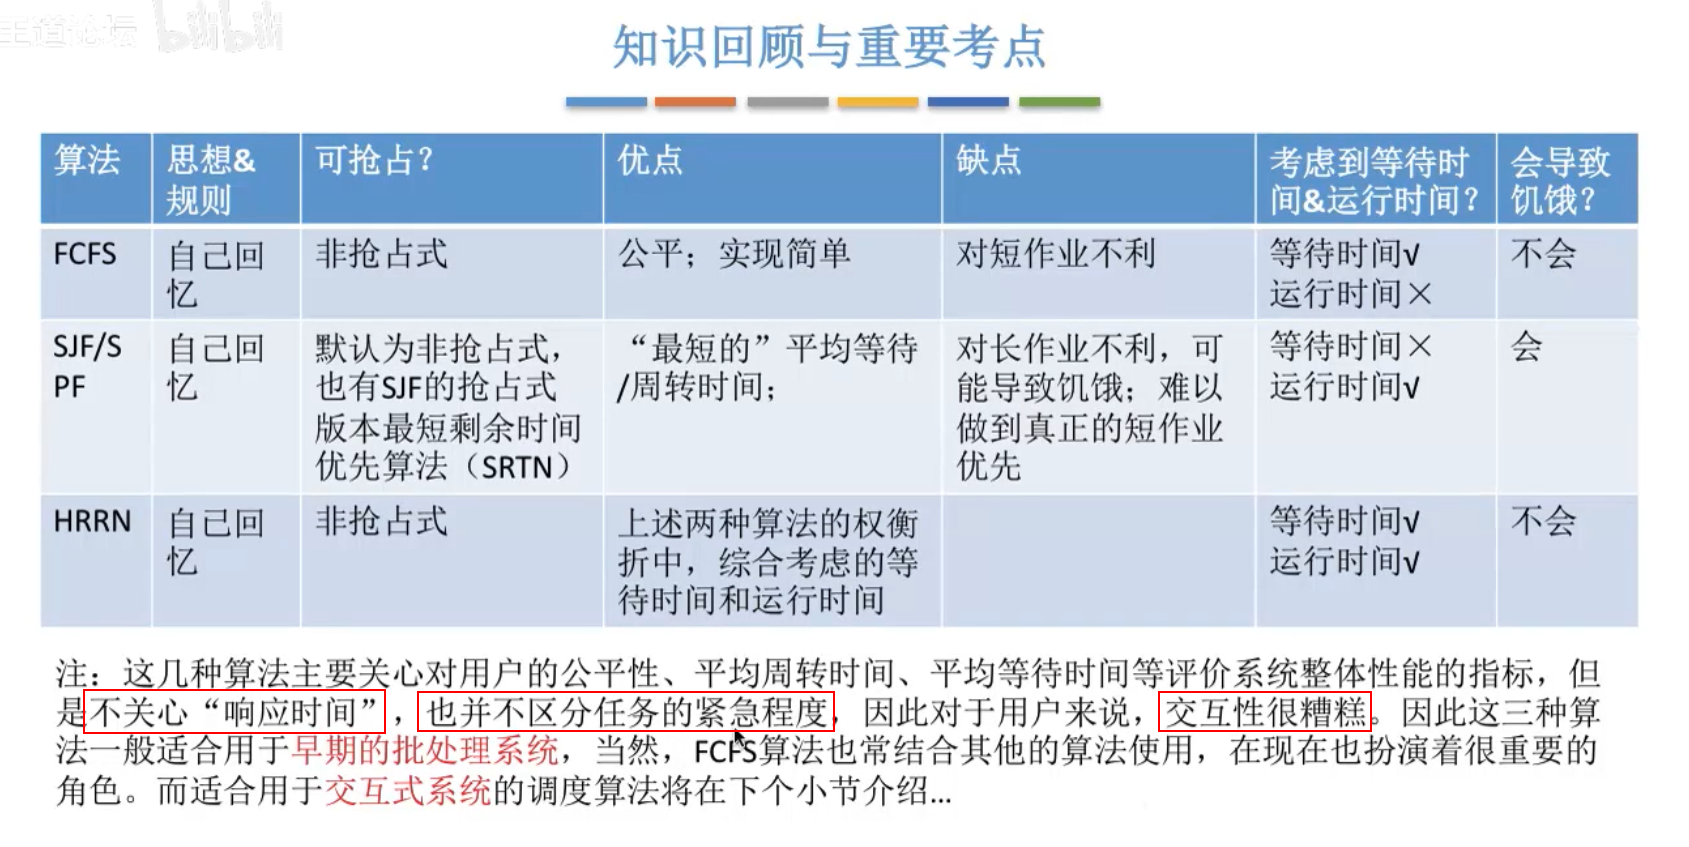 王道论坛 bilibili
知识回顾与重要考点
算法 思想& 可抢占? 优点 缺点 考虑到等待时 会导致
规则 间&运行时间? 饥饿?
FCFS 自己回 非抢占式 公平；实现简单 对短作业不利 等待时间√ 不会
忆 运行时间×
SJF/S 自己回 默认为非抢占式， “最短的”平均等待 对长作业不利，可 等待时间× 会
PF 忆 也有SJF的抢占式 /周转时间； 能导致饥饿；难以 运行时间√
版本最短剩余时间 做到真正的短作业
优先算法（SRTN） 优先
HRRN 自己回 非抢占式 上述两种算法的权衡 等待时间√ 不会
忆 折中，综合考虑的等 运行时间√
待时间和运行时间
注：这几种算法主要关心对用户的公平性、平均周转时间、平均等待时间等评价系统整体性能的指标，但
是不关心“响应时间”，也并不区分任务的紧急程度，因此对于用户来说，交互性很糟糕。因此这三种算
法一般适合用于早期的批处理系统，当然，FCFS算法也常结合其他的算法使用，在现在也扮演着很重要的
角色。而适合用于交互式系统的调度算法将在下个小节介绍...